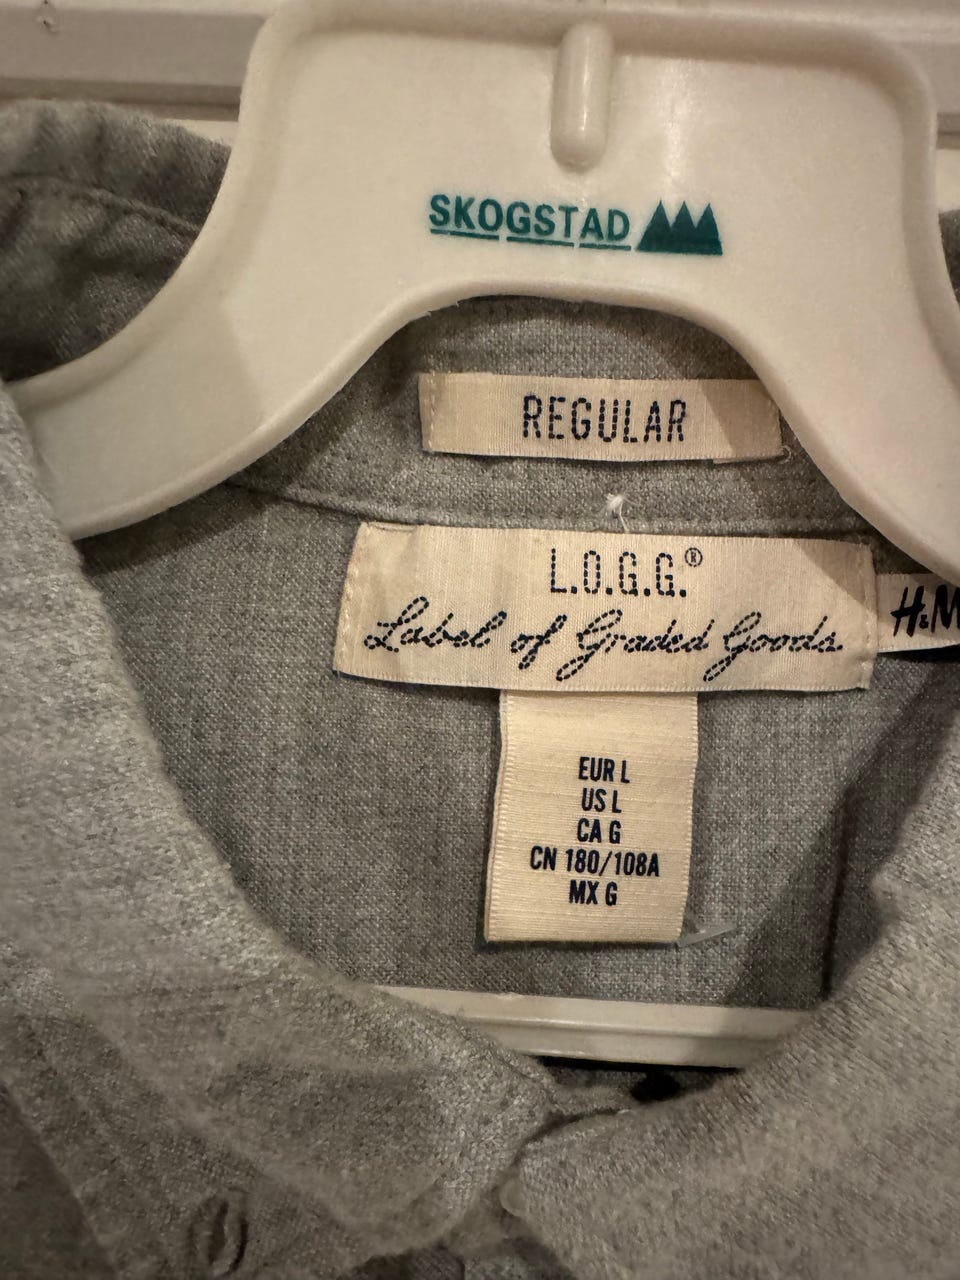 SKOGSTAD
REGULAR
L.O.G.G.®
Label of Graded Goods
H&M
EUR L
US L
CA G
CN 180/108A
MX G